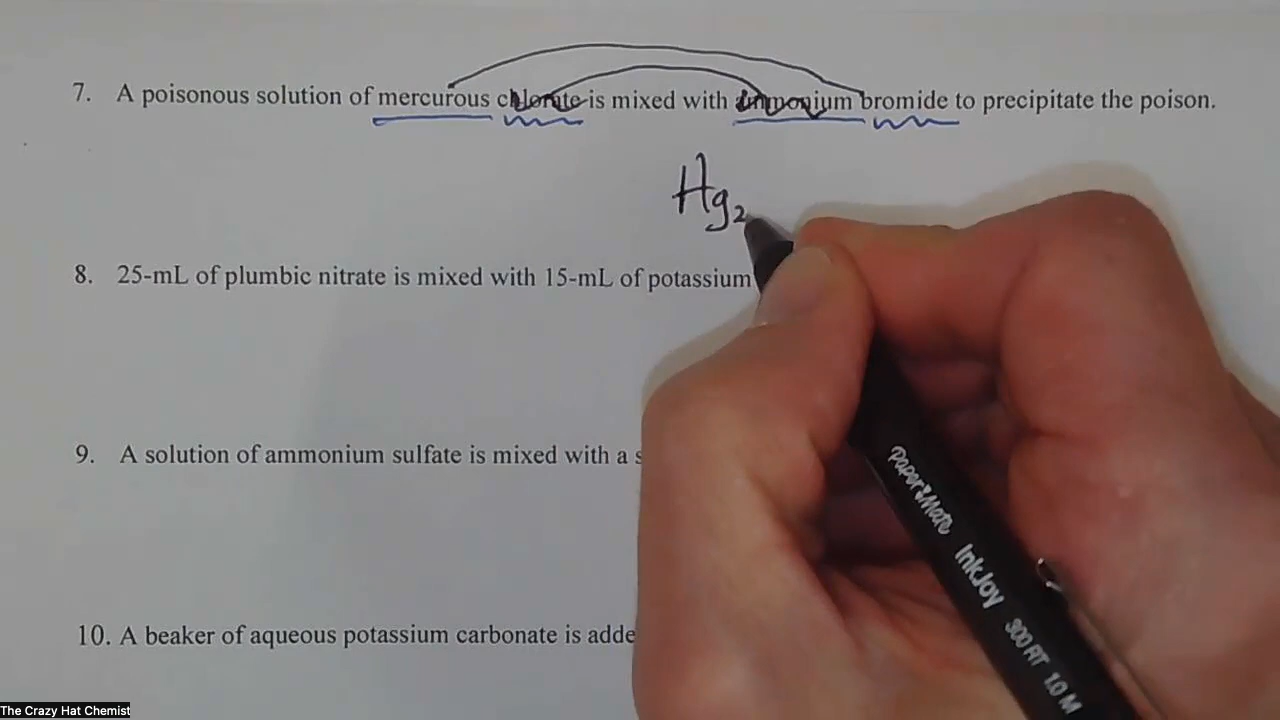 7. A poisonous solution of mercurous chlorate is mixed with ammonium bromide to precipitate the poison.
Hg2
8. 25-mL of plumbic nitrate is mixed with 15-mL of potassium
9. A solution of ammonium sulfate is mixed with a s
10. A beaker of aqueous potassium carbonate is adde
Paper:Mate InkJoy 300 RT 1.0 M
The Crazy Hat Chemist